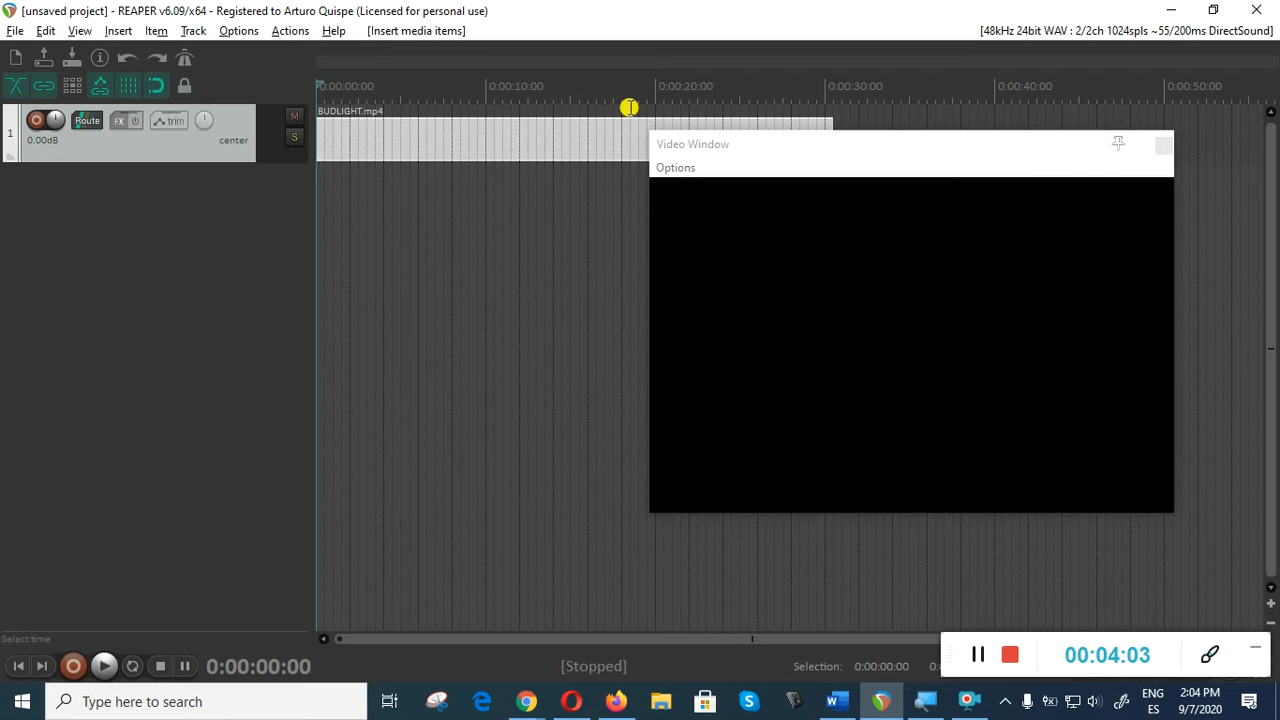 [unsaved project] - REAPER v6.09/x64 - Registered to Arturo Quispe (Licensed for personal use)
File Edit View Insert Item Track Options Actions Help [Insert media items] [48kHz 24bit WAV : 2/2ch 1024spls ~55/200ms DirectSound]
0:00:00:00 0:00:10:00 0:00:20:00 0:00:30:00 0:00:40:00 0:00:50:00
BUDLIGHT.mp4
1 Route FX trim M
0.00dB center S
Video Window
Options
Select time
0:00:00:00 [Stopped] Selection: 0:00:00:00
00:04:03
Type here to search
ENG
ES
2:04 PM
9/7/2020